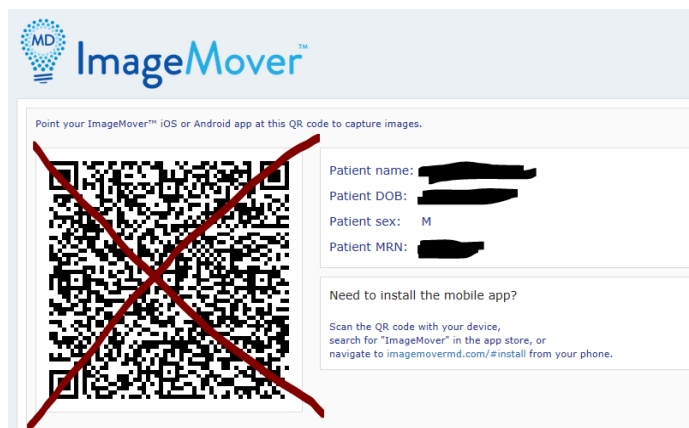 MD
ImageMover™
Point your ImageMover™ iOS or Android app at this QR code to capture images.
Patient name:
Patient DOB:
Patient sex: M
Patient MRN:
Need to install the mobile app?
Scan the QR code with your device,
search for "ImageMover" in the app store, or
navigate to imagemovermd.com/#install from your phone.